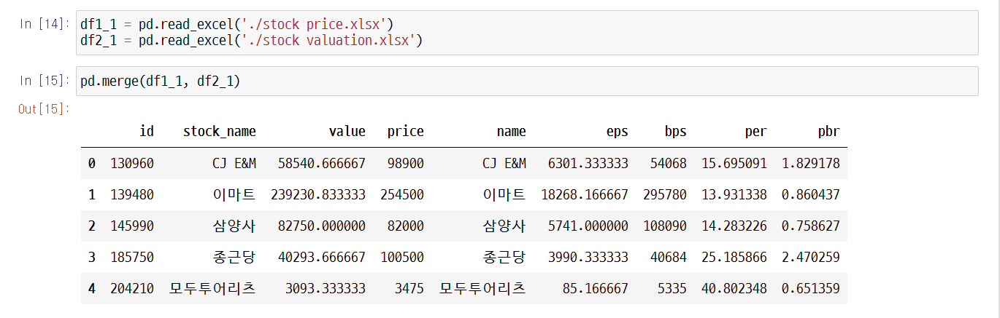 In [14]: df1_1 = pd.read_excel('./stock price.xlsx')
df2_1 = pd.read_excel('./stock valuation.xlsx')
In [15]: pd.merge(df1_1, df2_1)
Out[15]:
id stock_name value price name eps bps per pbr
0 130960 CJ E&M 58540.666667 98900 CJ E&M 6301.333333 54068 15.695091 1.829178
1 139480 이마트 239230.833333 254500 이마트 18268.166667 295780 13.931338 0.860437
2 145990 삼양사 82750.000000 82000 삼양사 5741.000000 108090 14.283226 0.758627
3 185750 종근당 40293.666667 100500 종근당 3990.333333 40684 25.185866 2.470259
4 204210 모두투어리츠 3093.333333 3475 모두투어리츠 85.166667 5335 40.802348 0.651359